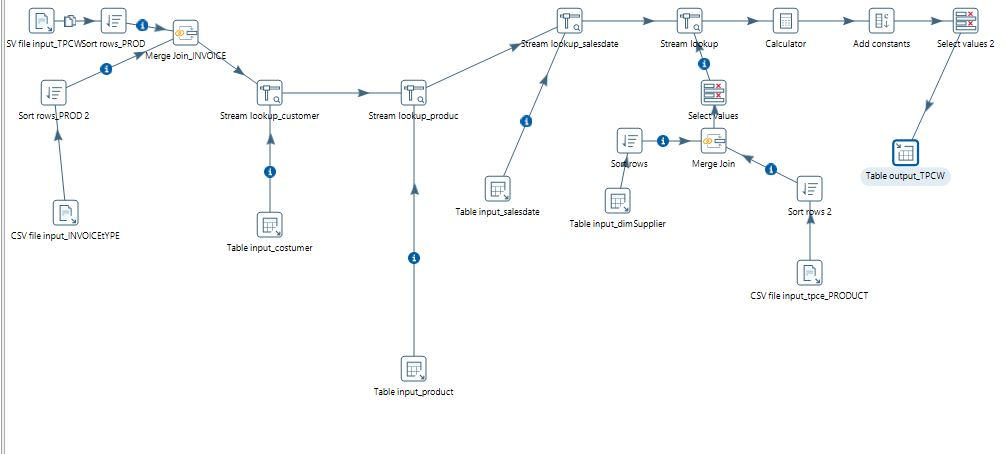 SV file input_TPCW
Sort rows_PROD
Merge Join_INVOICE
Stream lookup_salesdate
Stream lookup
Calculator
Add constants
Select values 2
Sort rows_PROD 2
Stream lookup_customer
Stream lookup_produc
Select values
Sort rows
Merge Join
Table output_TPCW
CSV file input_INVOICEtYPE
Table input_costumer
Table input_salesdate
Table input_dimSupplier
Sort rows 2
CSV file input_tpce_PRODUCT
Table input_product